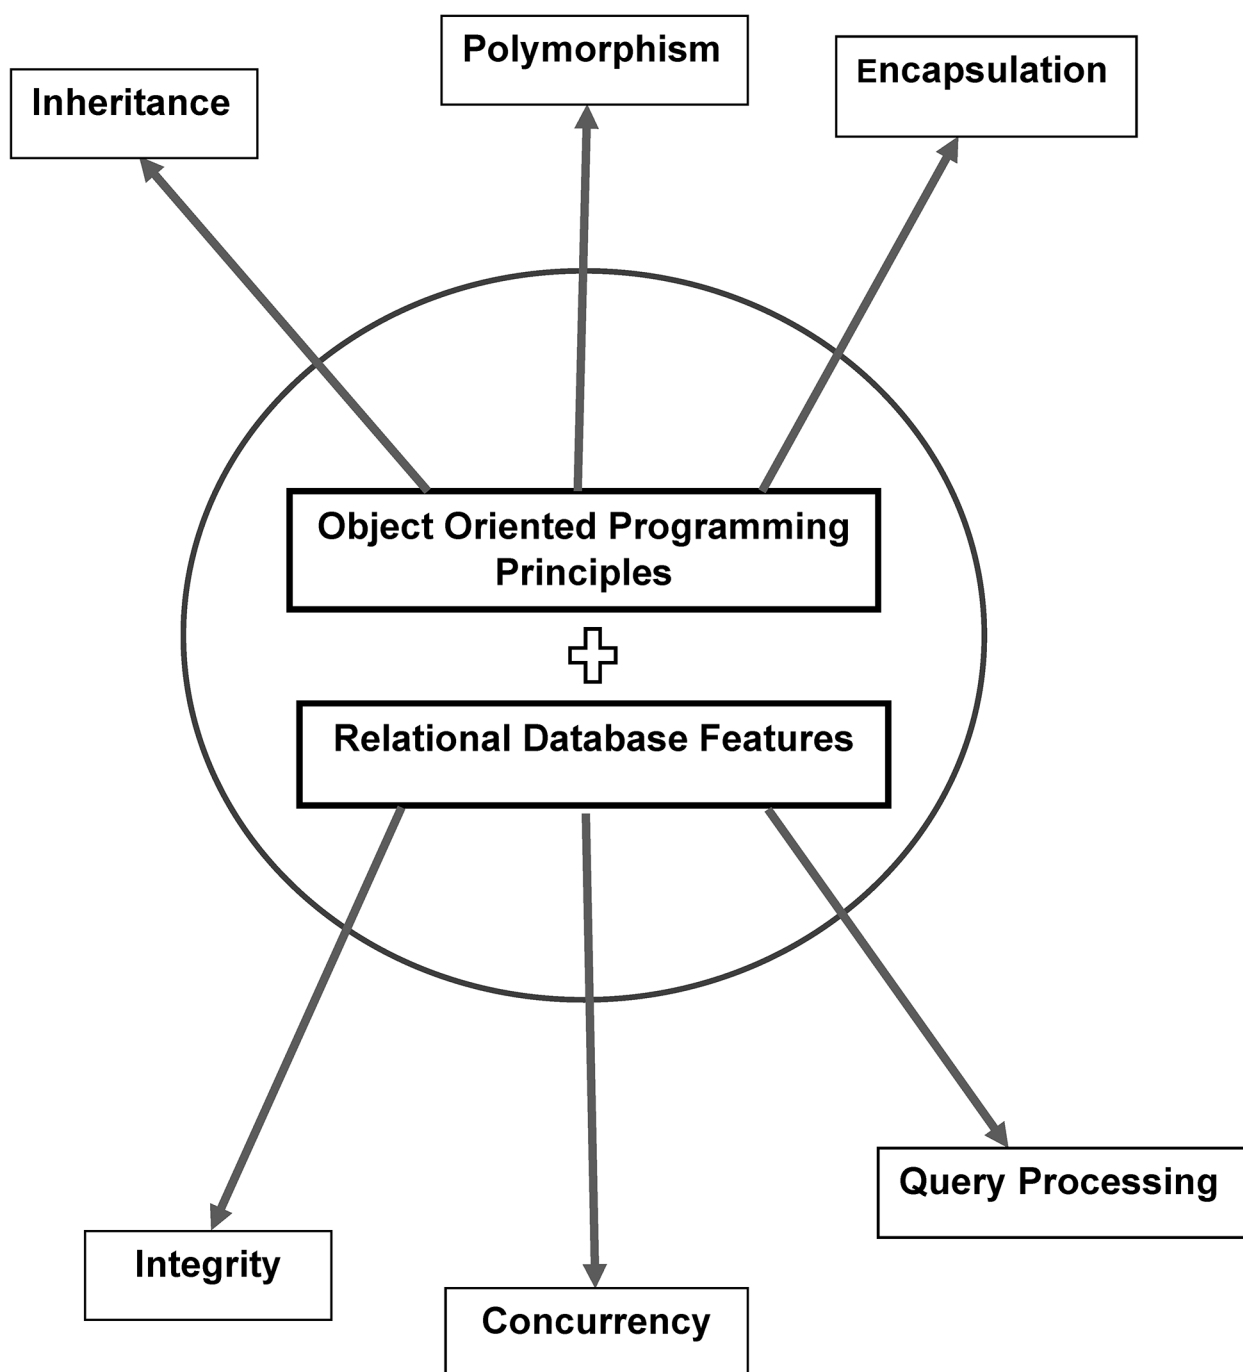 Polymorphism
Encapsulation
Inheritance
Object Oriented Programming
Principles
Relational Database Features
Query Processing
Integrity
Concurrency